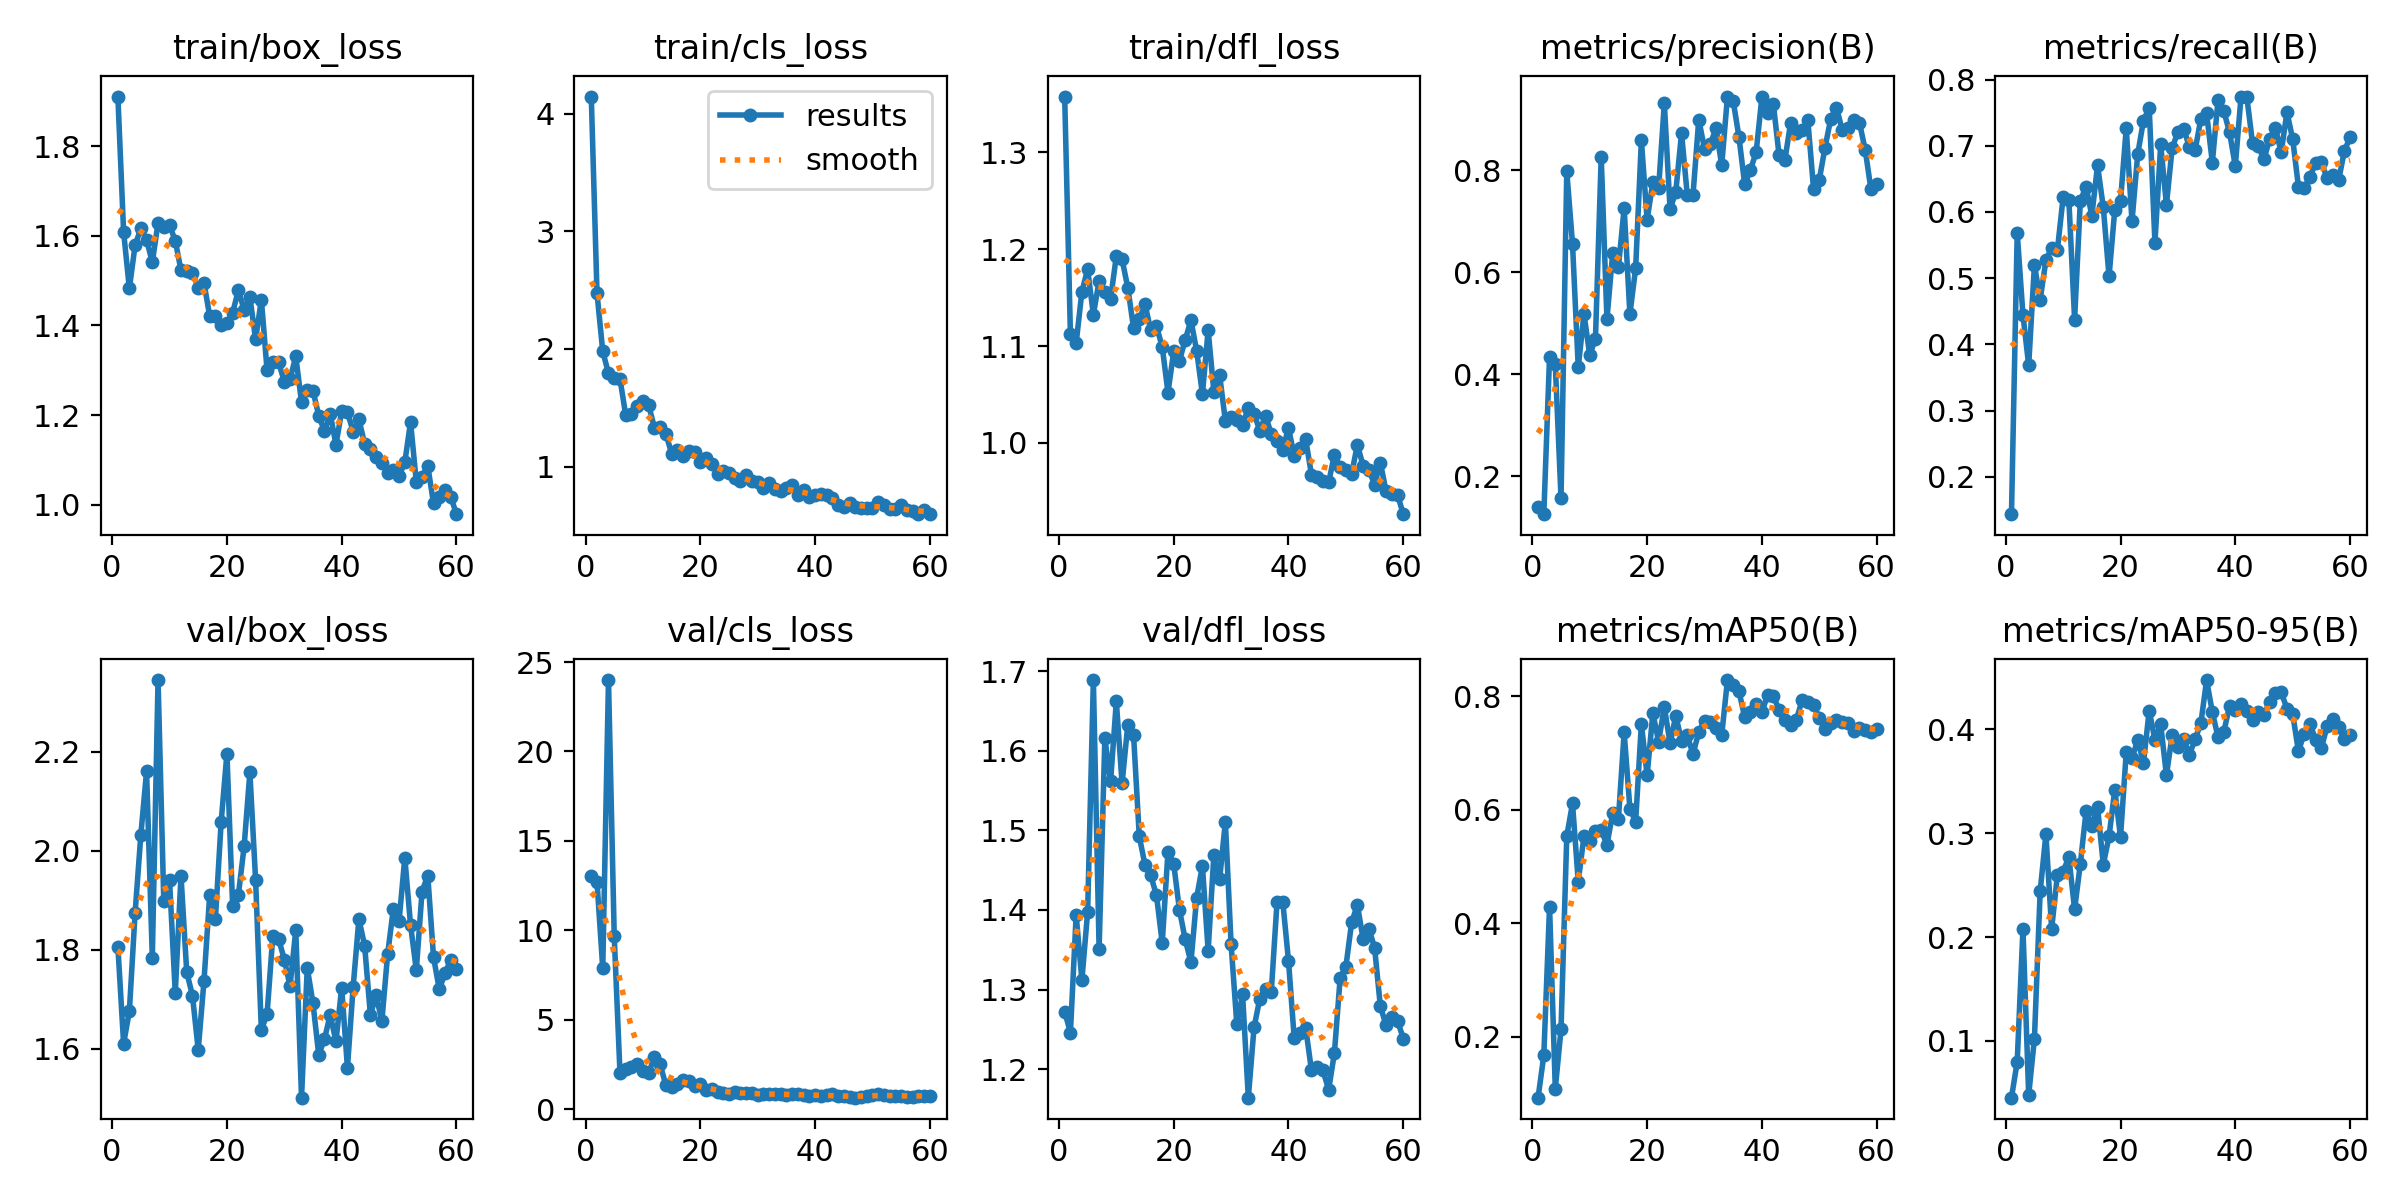 train/box_loss
train/cls_loss
train/dfl_loss
metrics/precision(B)
metrics/recall(B)
1.8
1.6
1.4
1.2
1.0
0 20 40 60
4
3
2
1
0 20 40 60
results
smooth
1.3
1.2
1.1
1.0
0 20 40 60
0.8
0.6
0.4
0.2
0 20 40 60
0.8
0.7
0.6
0.5
0.4
0.3
0.2
0 20 40 60
val/box_loss
val/cls_loss
val/dfl_loss
metrics/mAP50(B)
metrics/mAP50-95(B)
2.2
2.0
1.8
1.6
0 20 40 60
25
20
15
10
5
0
0 20 40 60
1.7
1.6
1.5
1.4
1.3
1.2
0 20 40 60
0.8
0.6
0.4
0.2
0 20 40 60
0.4
0.3
0.2
0.1
0 20 40 60